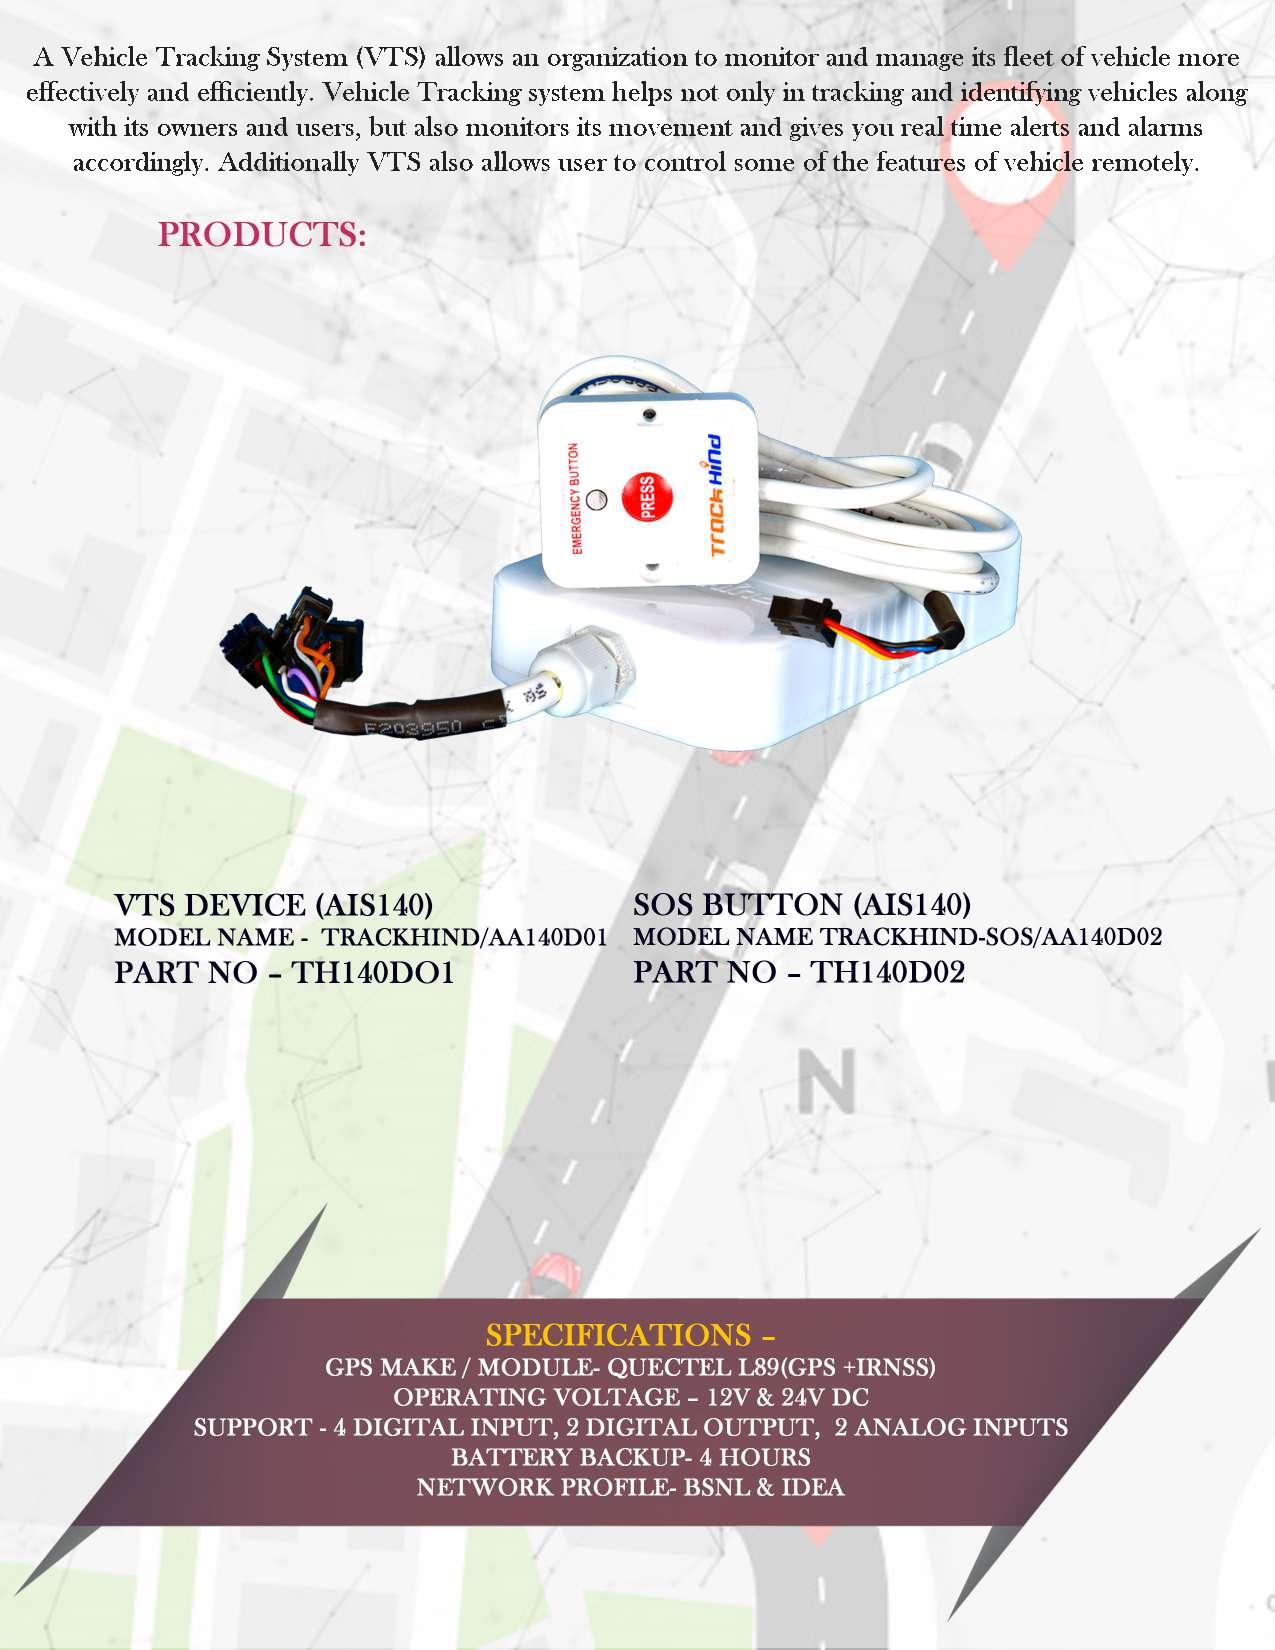 A Vehicle Tracking System (VTS) allows an organization to monitor and manage its fleet of vehicle more
effectively and efficiently. Vehicle Tracking system helps not only in tracking and identifying vehicles along
with its owners and users, but also monitors its movement and gives you real time alerts and alarms
accordingly. Additionally VTS also allows user to control some of the features of vehicle remotely.
PRODUCTS:
EMERGENCY BUTTON
PRESS
TrackHind
E203950
VTS DEVICE (AIS140)
MODEL NAME - TRACKHIND/AA140D01
PART NO – TH140DO1
SOS BUTTON (AIS140)
MODEL NAME TRACKHIND-SOS/AA140D02
PART NO – TH140D02
N
SPECIFICATIONS –
GPS MAKE / MODULE- QUECTEL L89(GPS +IRNSS)
OPERATING VOLTAGE – 12V & 24V DC
SUPPORT - 4 DIGITAL INPUT, 2 DIGITAL OUTPUT, 2 ANALOG INPUTS
BATTERY BACKUP- 4 HOURS
NETWORK PROFILE- BSNL & IDEA